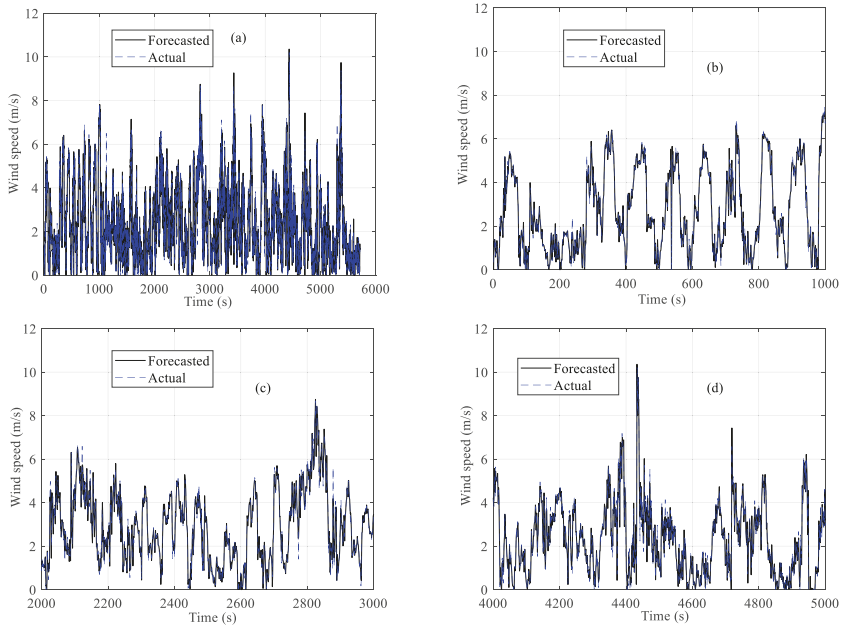 12
10
8
6
4
2
0
Wind speed (m/s)
Forecasted
Actual
(a)
0 1000 2000 3000 4000 5000 6000
Time (s)
12
10
8
6
4
2
0
Wind speed (m/s)
Forecasted
Actual
(b)
0 200 400 600 800 1000
Time (s)
12
10
8
6
4
2
0
Wind speed (m/s)
Forecasted
Actual
(c)
2000 2200 2400 2600 2800 3000
Time (s)
12
10
8
6
4
2
0
Wind speed (m/s)
Forecasted
Actual
(d)
4000 4200 4400 4600 4800 5000
Time (s)